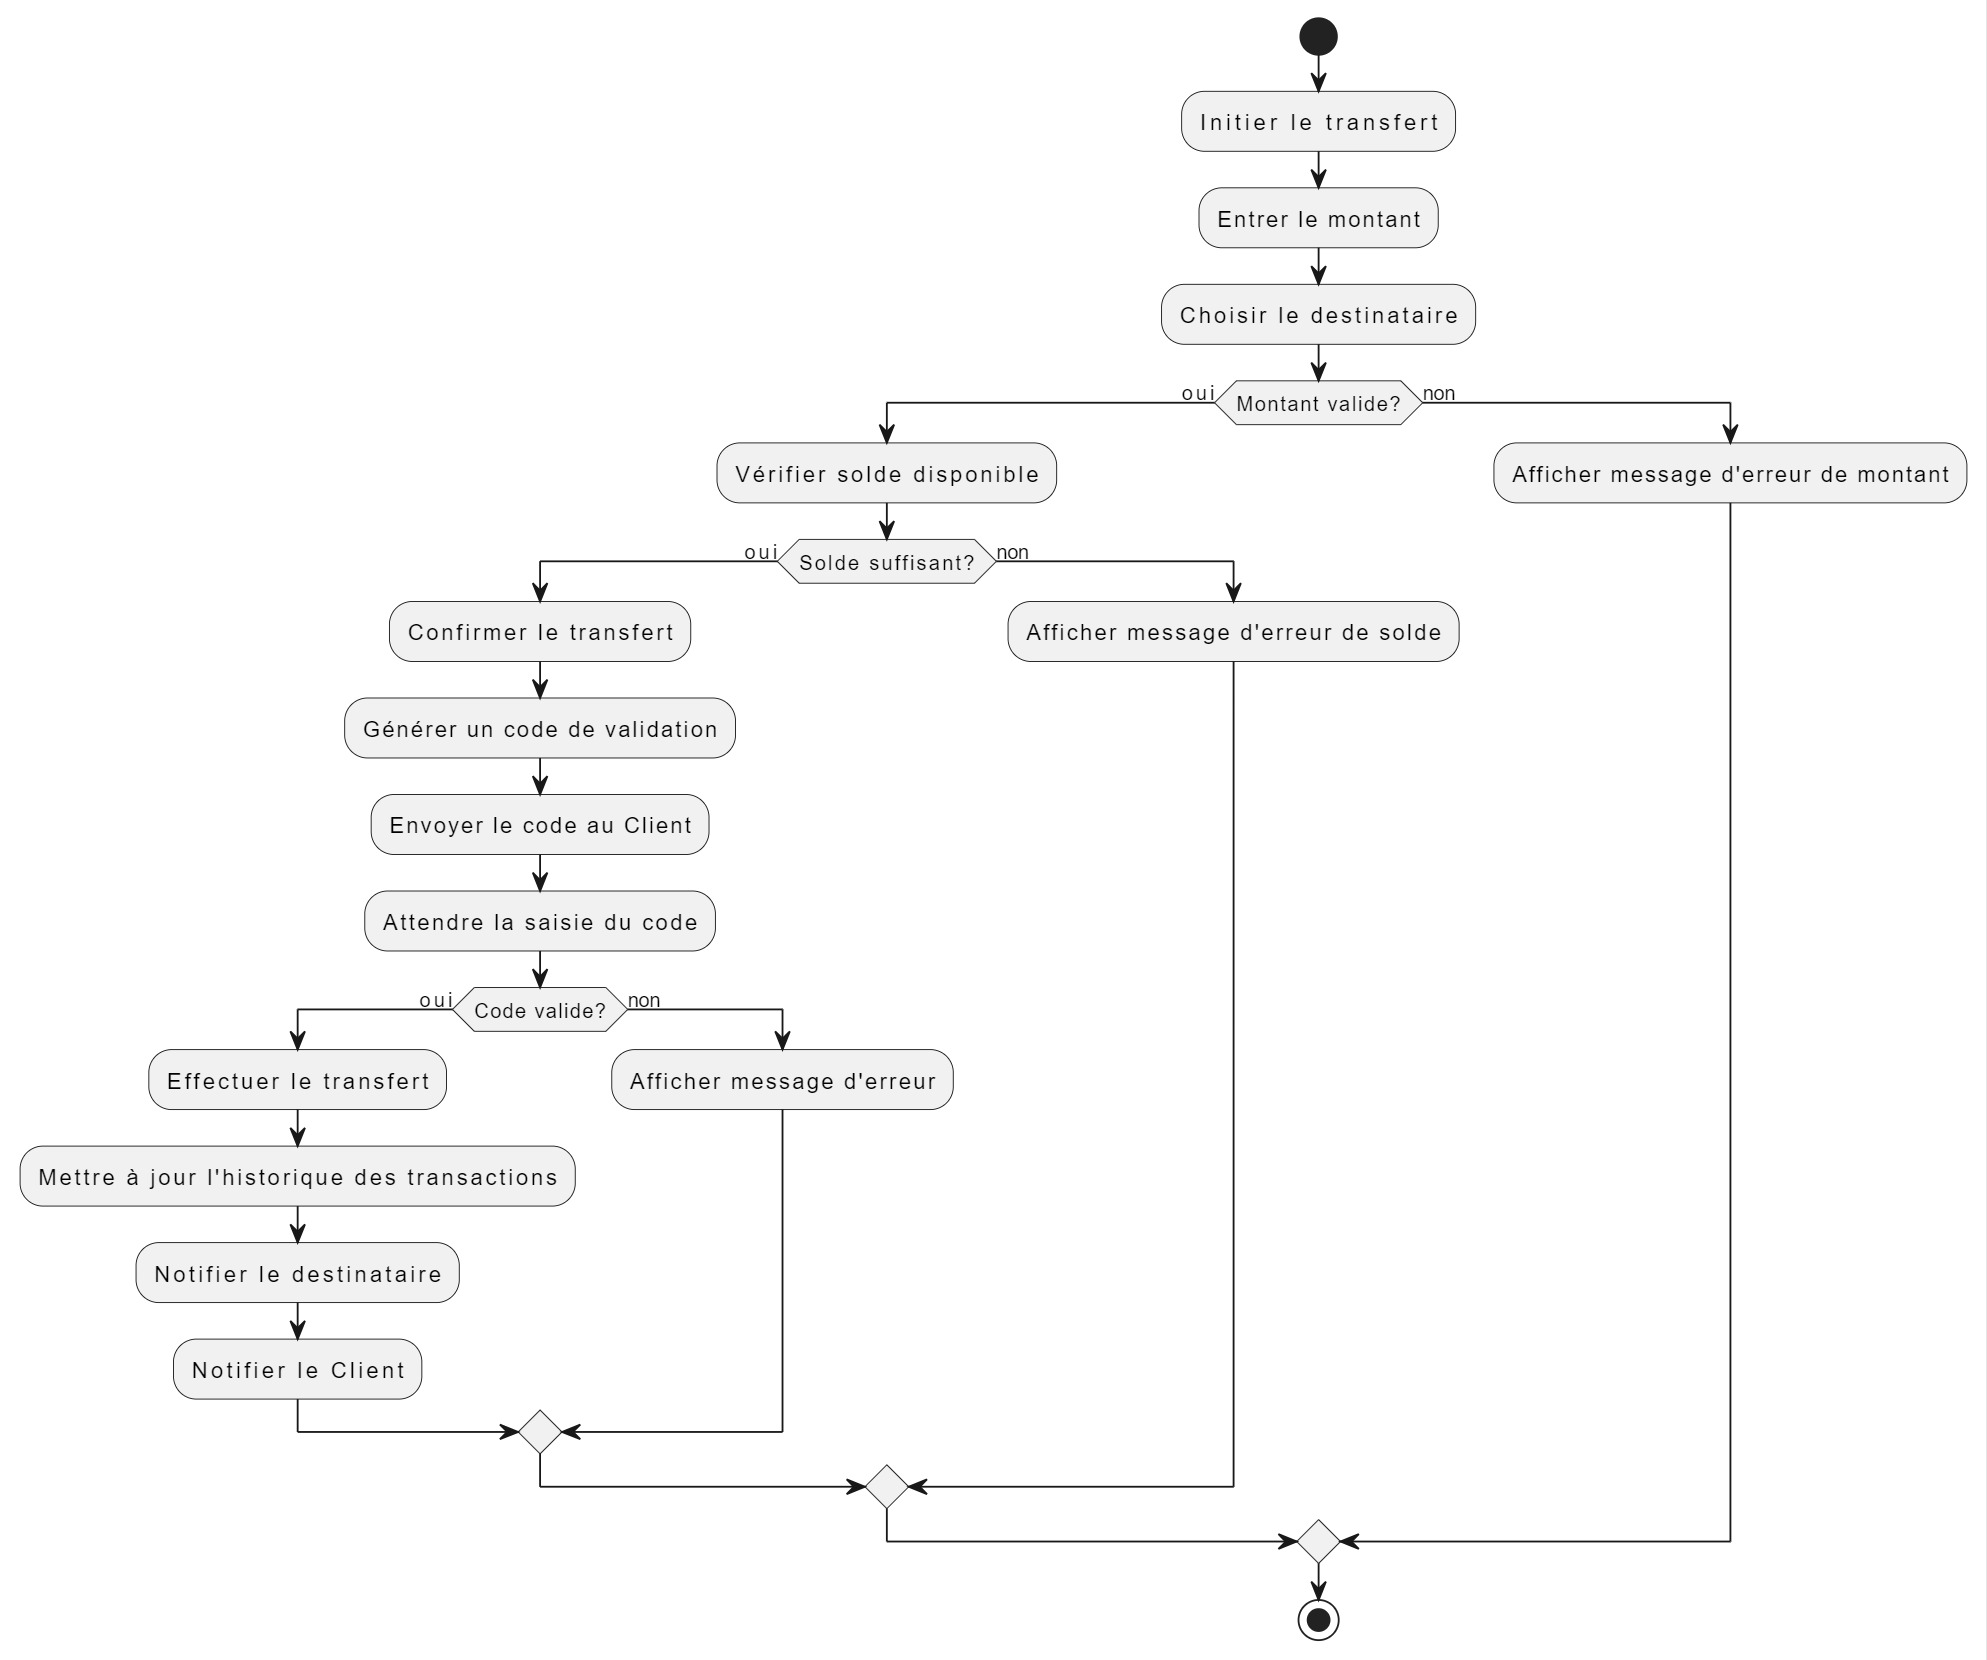 Initier le transfert
Entrer le montant
Choisir le destinataire
oui
Montant valide?
non
Vérifier solde disponible
Afficher message d'erreur de montant
oui
Solde suffisant?
non
Confirmer le transfert
Afficher message d'erreur de solde
Générer un code de validation
Envoyer le code au Client
Attendre la saisie du code
oui
Code valide?
non
Effectuer le transfert
Afficher message d'erreur
Mettre à jour l'historique des transactions
Notifier le destinataire
Notifier le Client